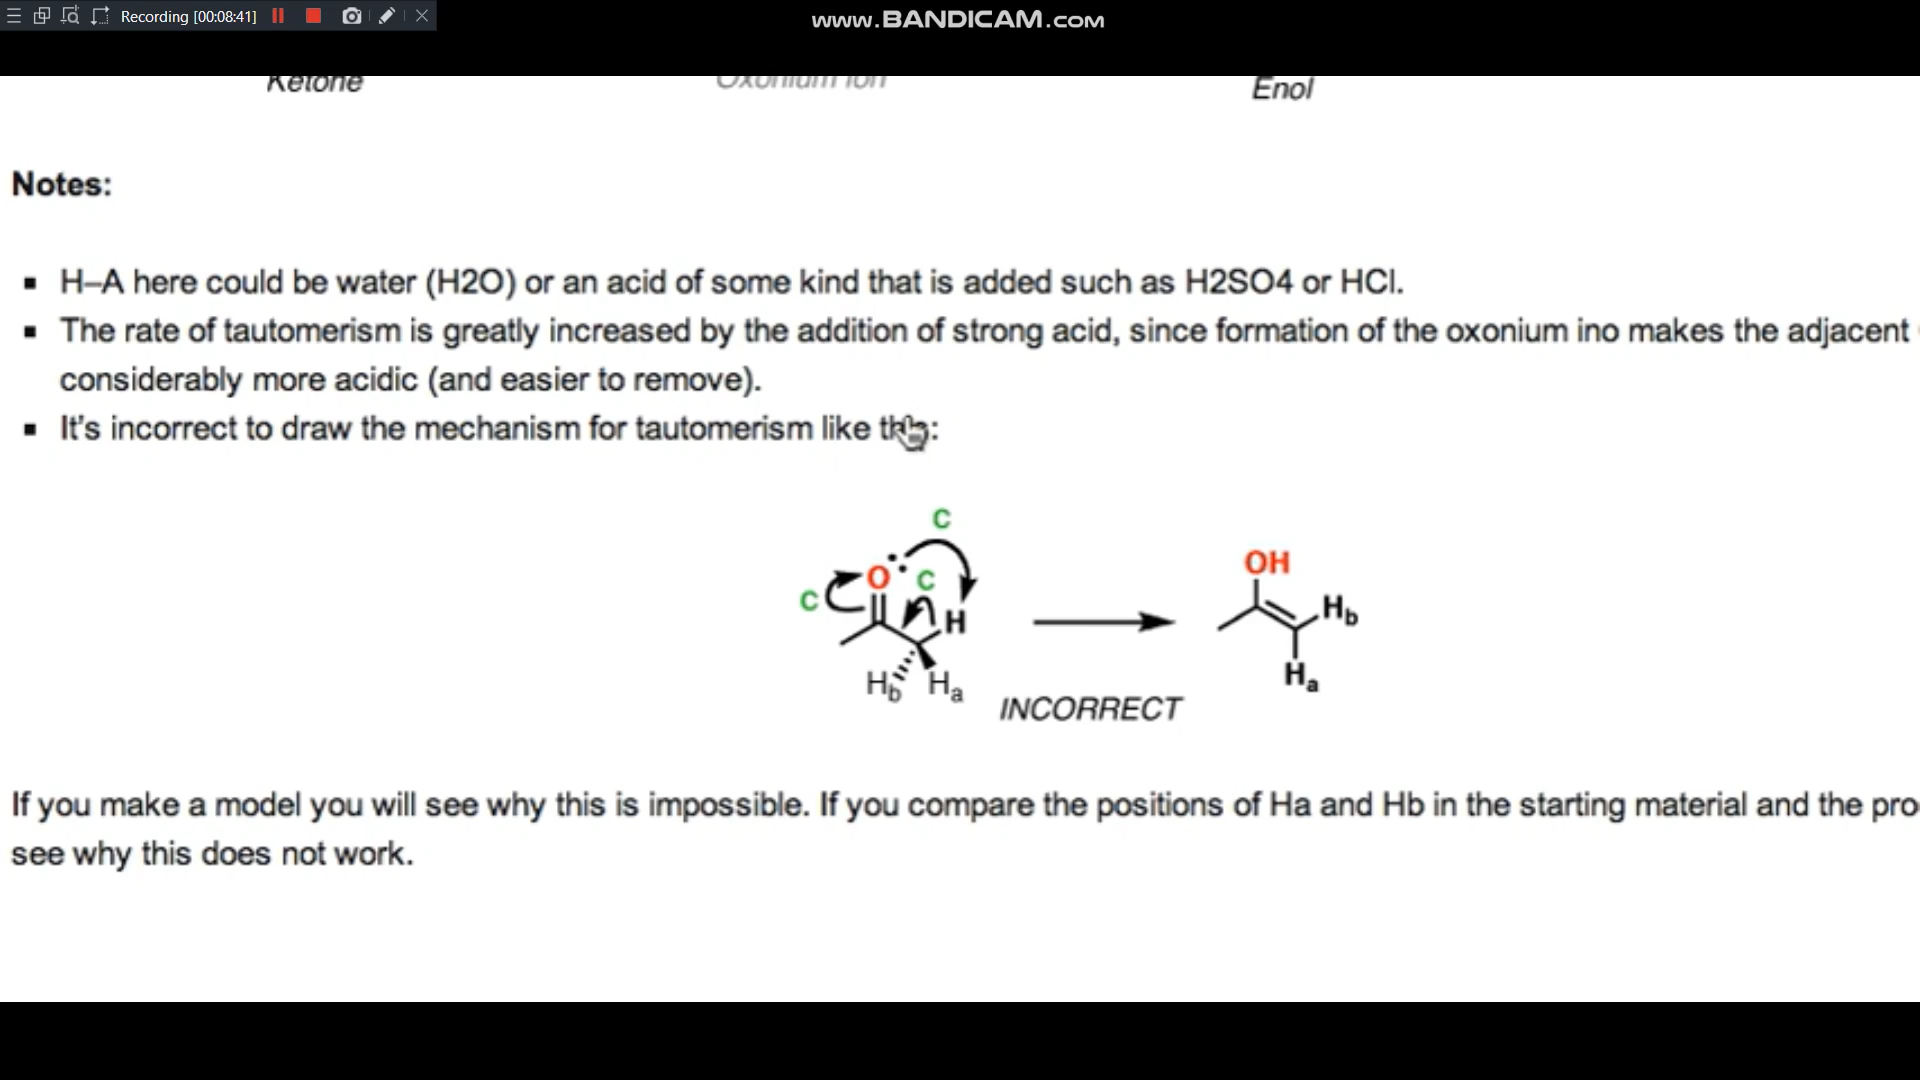 Recording [00:08:41]
www.BANDICAM.com
Ketone
Oxonium ion
Enol
Notes:
H–A here could be water (H2O) or an acid of some kind that is added such as H2SO4 or HCl.
The rate of tautomerism is greatly increased by the addition of strong acid, since formation of the oxonium ino makes the adjacent
considerably more acidic (and easier to remove).
It's incorrect to draw the mechanism for tautomerism like this:
C
C
O
C
H
Hb
Ha
INCORRECT
OH
Hb
Ha
If you make a model you will see why this is impossible. If you compare the positions of Ha and Hb in the starting material and the pro
see why this does not work.